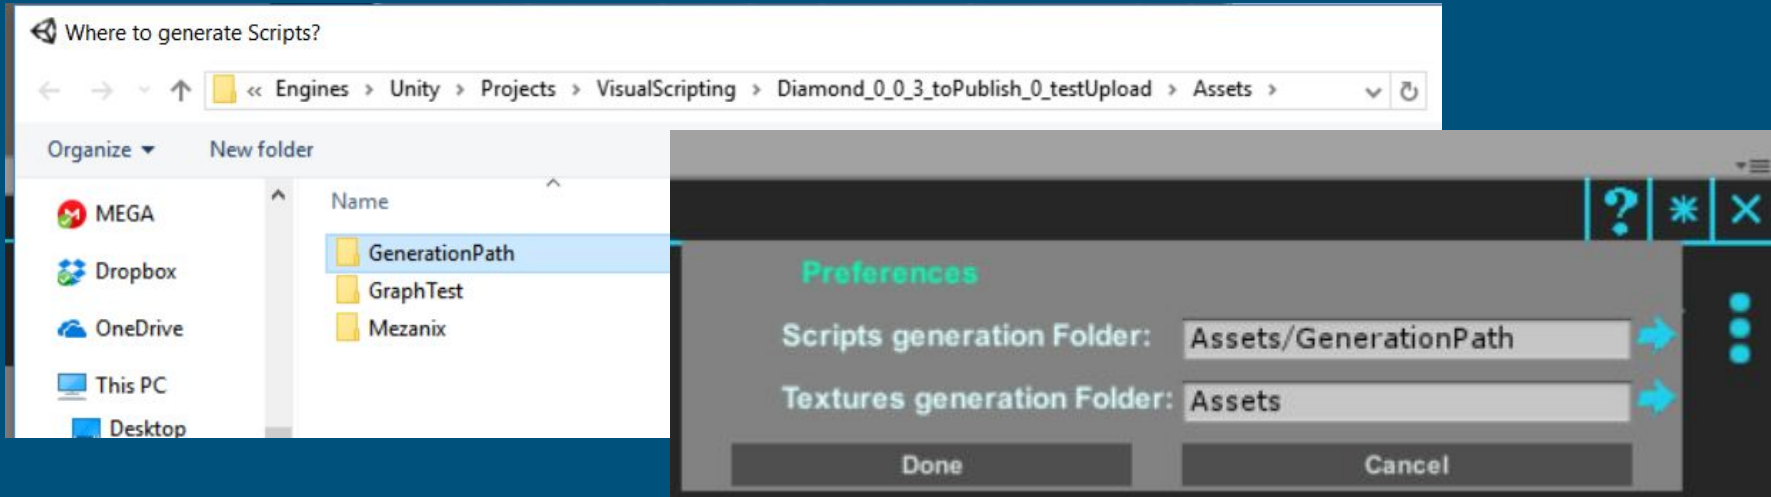 Where to generate Scripts?
« Engines > Unity > Projects > VisualScripting > Diamond_0_0_3_toPublish_0_testUpload > Assets >
Organize New folder
Name
MEGA
Dropbox
OneDrive
This PC
Desktop
GenerationPath
GraphTest
Mezanix
?
Preferences
Scripts generation Folder: Assets/GenerationPath
Textures generation Folder: Assets
Done Cancel